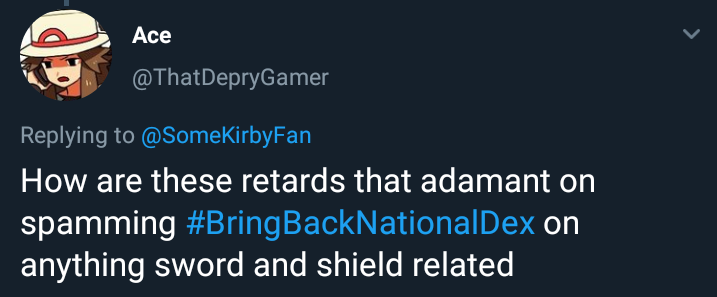 Ace
@ThatDepryGamer
Replying to @SomeKirbyFan
How are these retards that adamant on
spamming #BringBackNationalDex on
anything sword and shield related